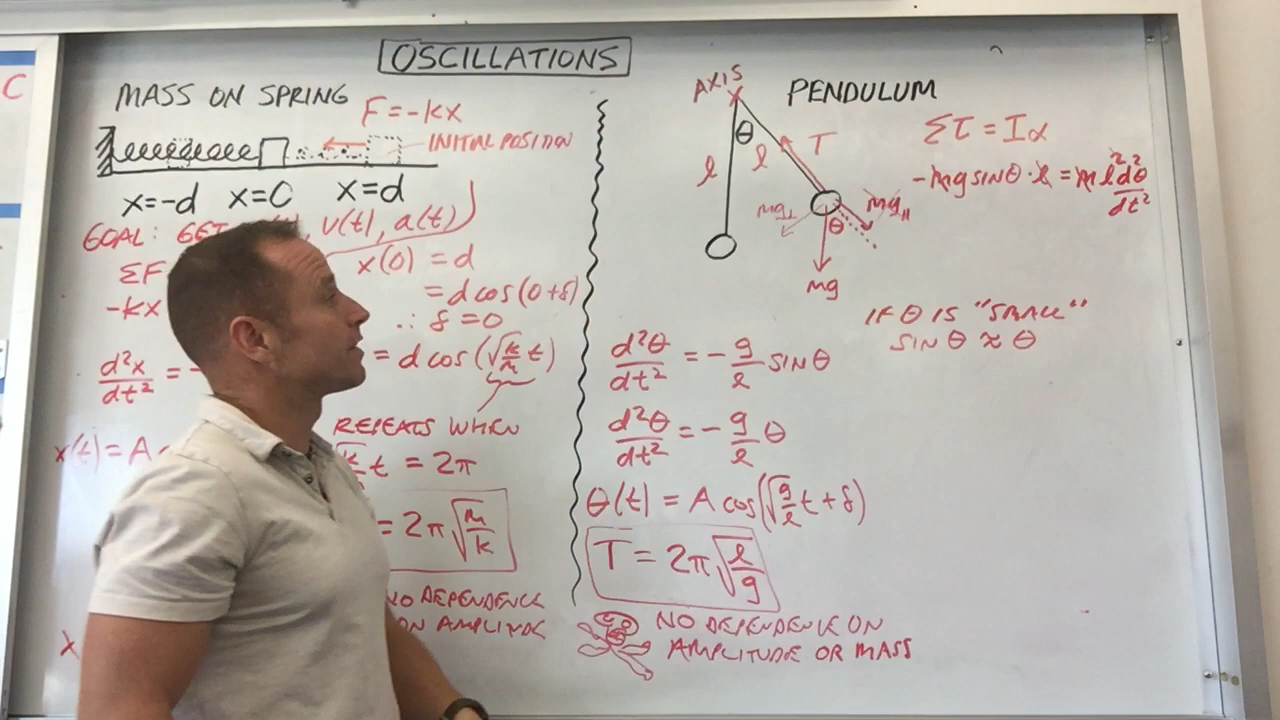 OSCILLATIONS
C
MASS ON SPRING
F=-kx
INITIAL POSITION
x=-d x=0 x=d
GOAL: GET v(t), a(t)
ΣF
-kx
d²x/dt² = -
x(t) = A
x
x(0) = d
= d cos(0+δ)
∴ δ=0
= d cos(√(k/m) t)
REPEATS WHEN
√(k/m) t = 2π
= 2π√(m/k)
NO DEPENDENCE
ON AMPLITUDE
PENDULUM
AXIS
θ
l
l
T
mg⊥
θ
mg∥
mg
Στ = Iα
-mg sinθ · l = ml² d²θ/dt²
IF θ IS "SMALL"
SIN θ ≈ θ
d²θ/dt² = -g/l SINθ
d²θ/dt² = -g/l θ
θ(t) = A cos(√(g/l) t + δ)
T = 2π√(l/g)
NO DEPENDENCE ON
AMPLITUDE OR MASS